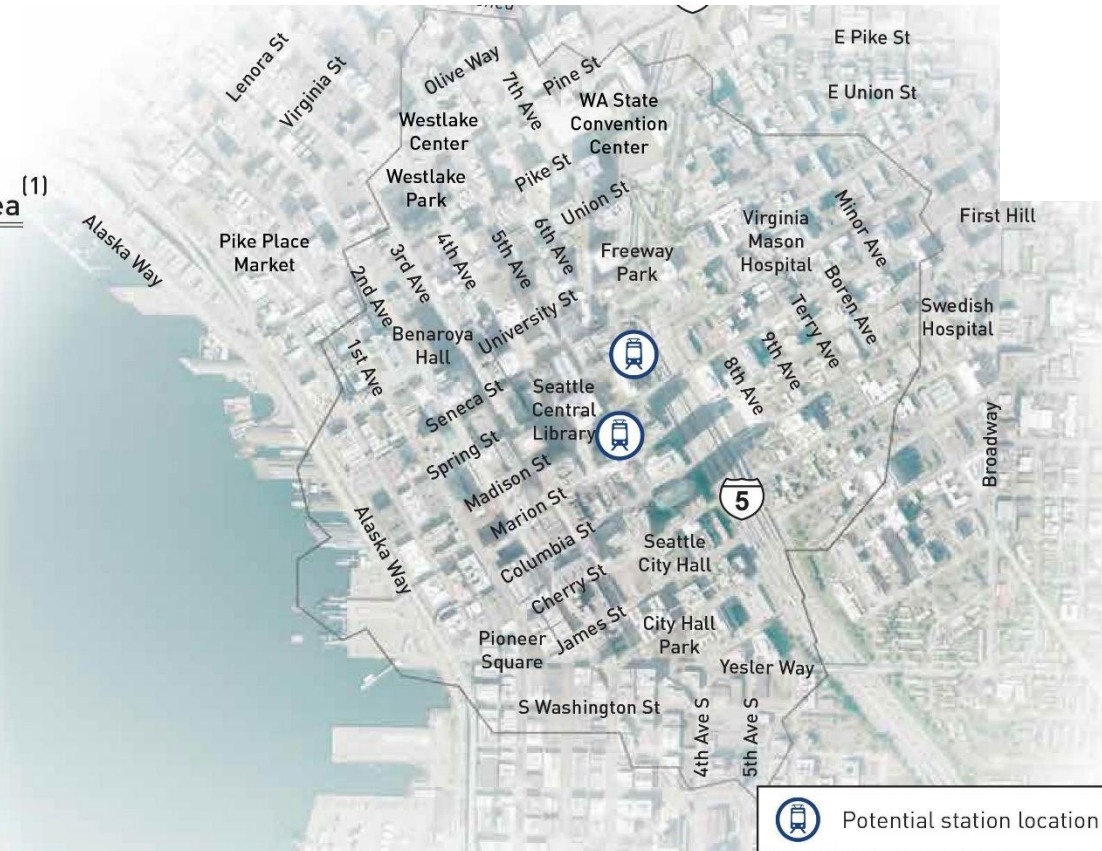 E Pike St
Lenora St
Olive Way
Pine St
Virginia St
7th Ave
E Union St
WA State
Convention
Center
Westlake
Center
Pike St
Westlake
Park
Union St
ea (1)
Alaska Way
Pike Place
Market
3rd Ave
4th Ave
5th Ave
6th Ave
Freeway
Park
Virginia
Mason
Hospital
Minor Ave
First Hill
2nd Ave
Benaroya
Hall
University St
Terry Ave
Boren Ave
Swedish
Hospital
1st Ave
Seneca St
Seattle
Central
Library
8th Ave
9th Ave
Spring St
Madison St
Broadway
Marion St
5
Alaska Way
Columbia St
Seattle
City Hall
Cherry St
James St
City Hall
Park
Pioneer
Square
Yesler Way
S Washington St
4th Ave S
5th Ave S
Potential station location